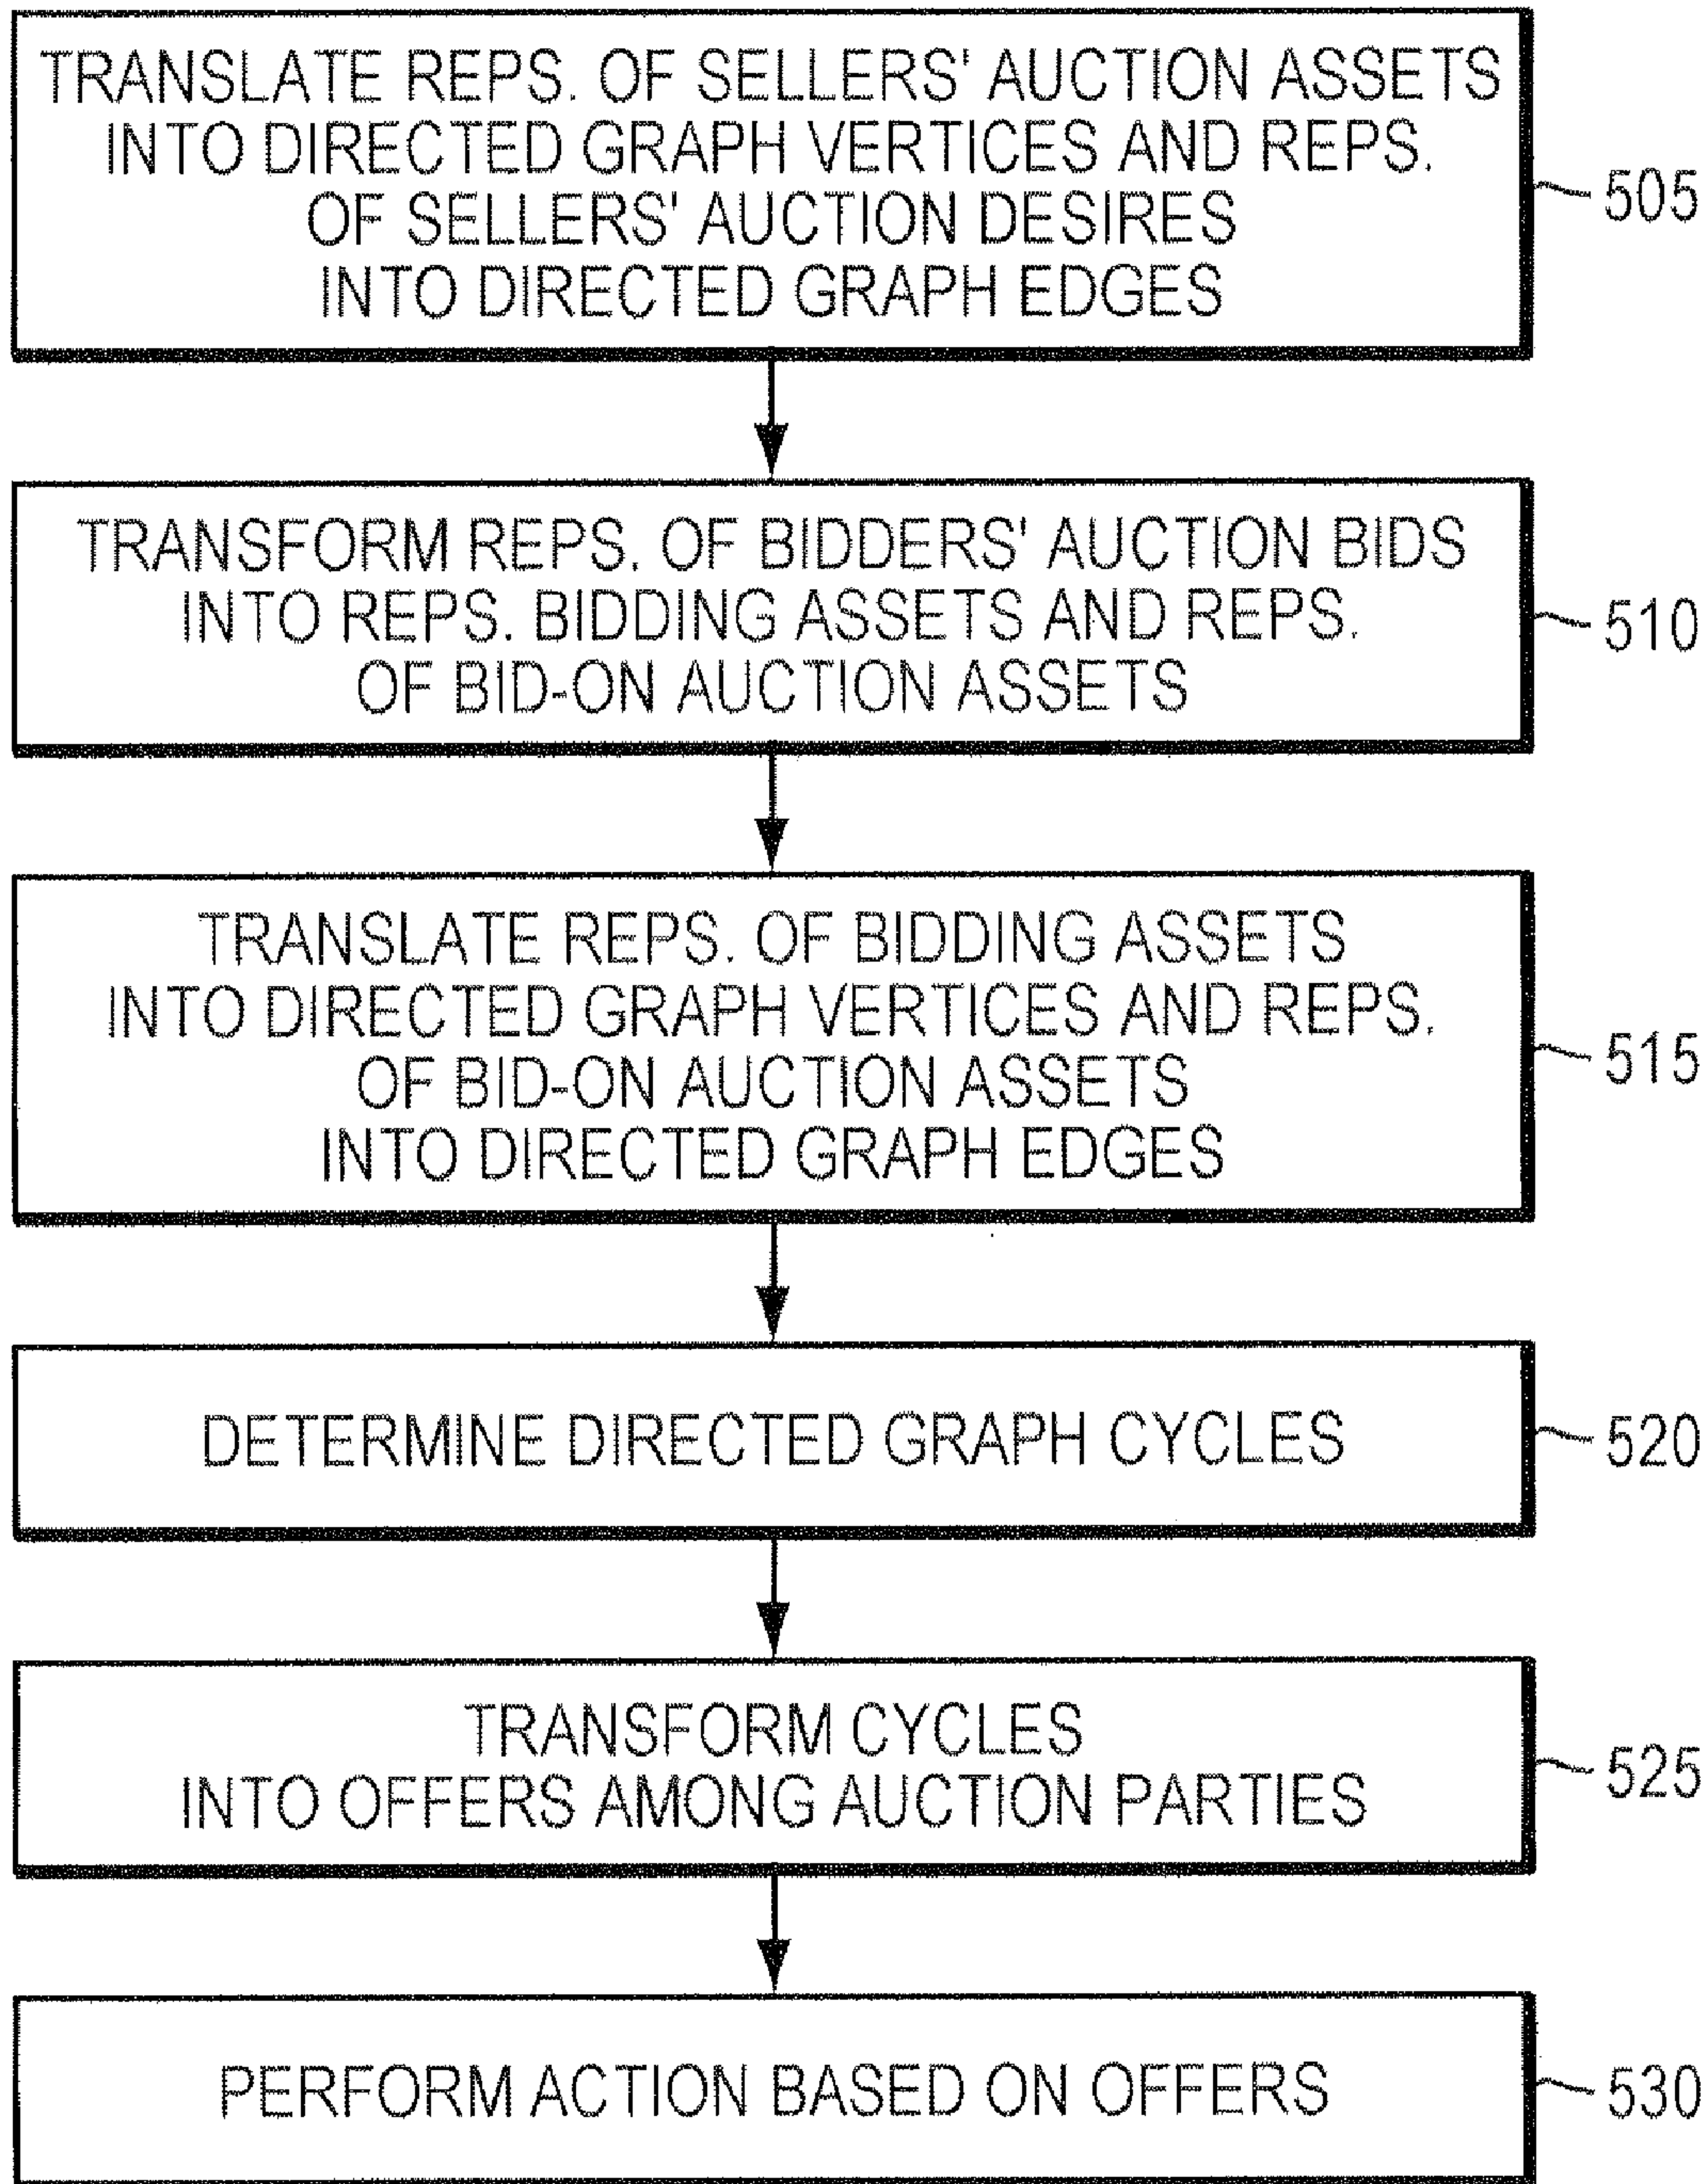 TRANSLATE REPS. OF SELLERS' AUCTION ASSETS
INTO DIRECTED GRAPH VERTICES AND REPS.
OF SELLERS' AUCTION DESIRES
INTO DIRECTED GRAPH EDGES
505
TRANSFORM REPS. OF BIDDERS' AUCTION BIDS
INTO REPS. BIDDING ASSETS AND REPS.
OF BID-ON AUCTION ASSETS
510
TRANSLATE REPS. OF BIDDING ASSETS
INTO DIRECTED GRAPH VERTICES AND REPS.
OF BID-ON AUCTION ASSETS
INTO DIRECTED GRAPH EDGES
515
DETERMINE DIRECTED GRAPH CYCLES
520
TRANSFORM CYCLES
INTO OFFERS AMONG AUCTION PARTIES
525
PERFORM ACTION BASED ON OFFERS
530